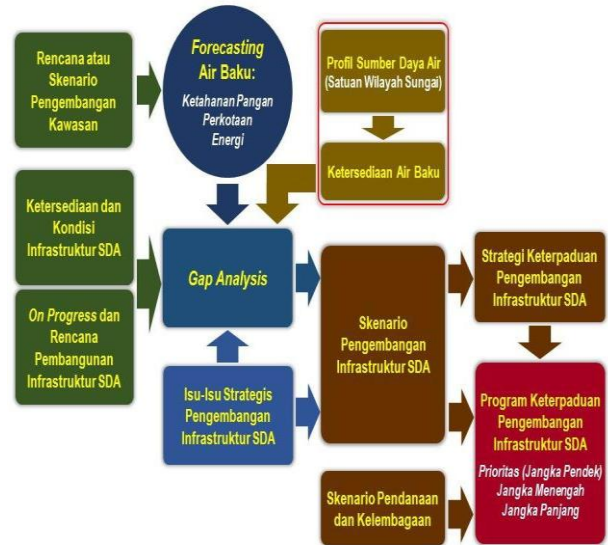 Rencana atau
Skenario
Pengembangan
Kawasan
Forecasting
Air Baku:
Ketahanan Pangan
Perkotaan
Energi
Profil Sumber Daya Air
(Satuan Wilayah Sungai)
Ketersediaan Air Baku
Ketersediaan dan
Kondisi
Infrastruktur SDA
On Progress dan
Rencana
Pembangunan
Infrastruktur SDA
Gap Analysis
Isu-Isu Strategis
Pengembangan
Infrastruktur SDA
Skenario
Pengembangan
Infrastruktur SDA
Strategi Keterpaduan
Pengembangan
Infrastruktur SDA
Program Keterpaduan
Pengembangan
Infrastruktur SDA
Prioritas (Jangka Pendek)
Jangka Menengah
Jangka Panjang
Skenario Pendanaan
dan Kelembagaan